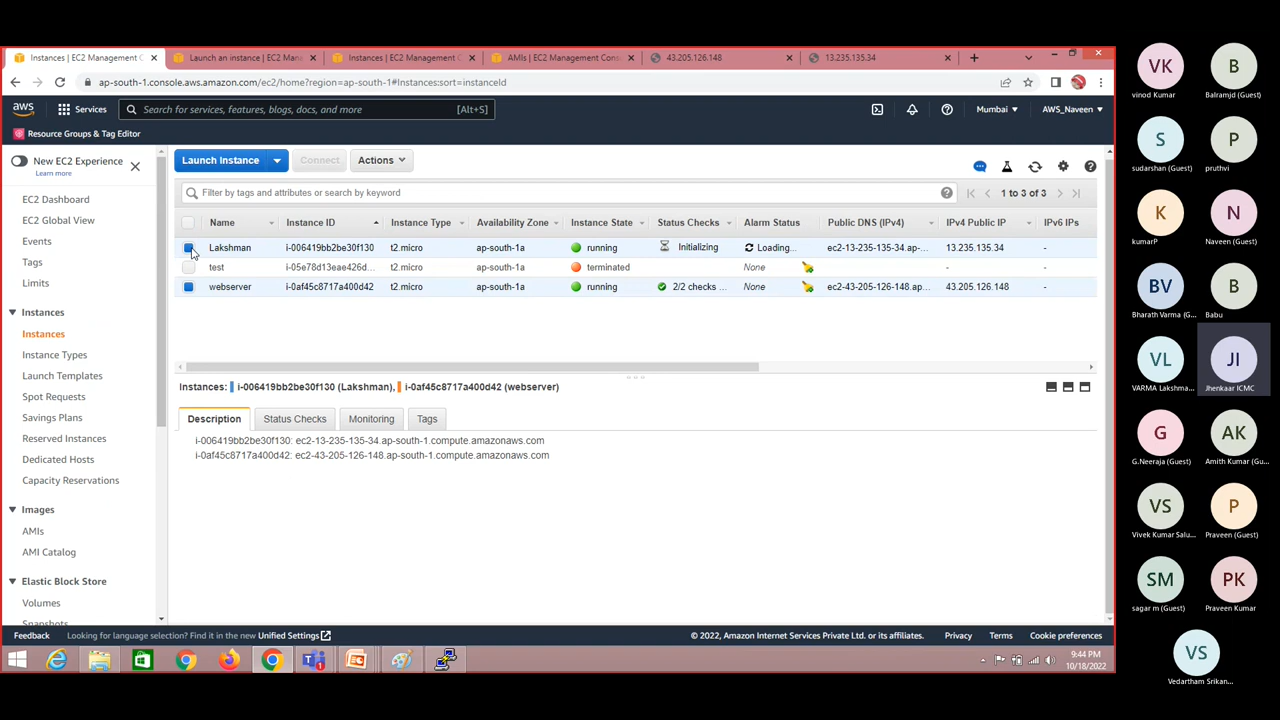 Instances | EC2 Management C
Launch an instance | EC2 Mana
Instances | EC2 Management C
AMIs | EC2 Management Cons
43.205.126.148
13.235.135.34
ap-south-1.console.aws.amazon.com/ec2/home?region=ap-south-1#Instances:sort=instanceId
aws
Services
Search for services, features, blogs, docs, and more
[Alt+S]
Mumbai
AWS_Naveen
Resource Groups & Tag Editor
New EC2 Experience
Learn more
EC2 Dashboard
EC2 Global View
Events
Tags
Limits
Instances
Instances
Instance Types
Launch Templates
Spot Requests
Savings Plans
Reserved Instances
Dedicated Hosts
Capacity Reservations
Images
AMIs
AMI Catalog
Elastic Block Store
Volumes
Snapshots
Launch Instance
Connect
Actions
Filter by tags and attributes or search by keyword
1 to 3 of 3
Name Instance ID Instance Type Availability Zone Instance State Status Checks Alarm Status Public DNS (IPv4) IPv4 Public IP IPv6 IPs
Lakshman i-006419bb2be30f130 t2.micro ap-south-1a running Initializing Loading... ec2-13-235-135-34.ap-... 13.235.135.34 -
test i-05e78d13eae426d... t2.micro ap-south-1a terminated None - - -
webserver i-0af45c8717a400d42 t2.micro ap-south-1a running 2/2 checks ... None ec2-43-205-126-148.ap... 43.205.126.148 -
Instances: i-006419bb2be30f130 (Lakshman), i-0af45c8717a400d42 (webserver)
Description Status Checks Monitoring Tags
i-006419bb2be30f130: ec2-13-235-135-34.ap-south-1.compute.amazonaws.com
i-0af45c8717a400d42: ec2-43-205-126-148.ap-south-1.compute.amazonaws.com
Feedback
Looking for language selection? Find it in the new Unified Settings
© 2022, Amazon Internet Services Private Ltd. or its affiliates.
Privacy
Terms
Cookie preferences
9:44 PM
10/18/2022
VK
vinod Kumar
B
Balramjd (Guest)
S
sudarshan (Guest)
P
pruthvi
K
kumarP
N
Naveen (Guest)
BV
Bharath Varma (G...
B
Babu
VL
VARMA Lakshma...
JI
Jhenkaar ICMC
G
G.Neeraja (Guest)
AK
Amith Kumar (Gu...
VS
Vivek Kumar Salu...
P
Praveen (Guest)
SM
sagar m (Guest)
PK
Praveen Kumar
VS
Vedartham Srikan...